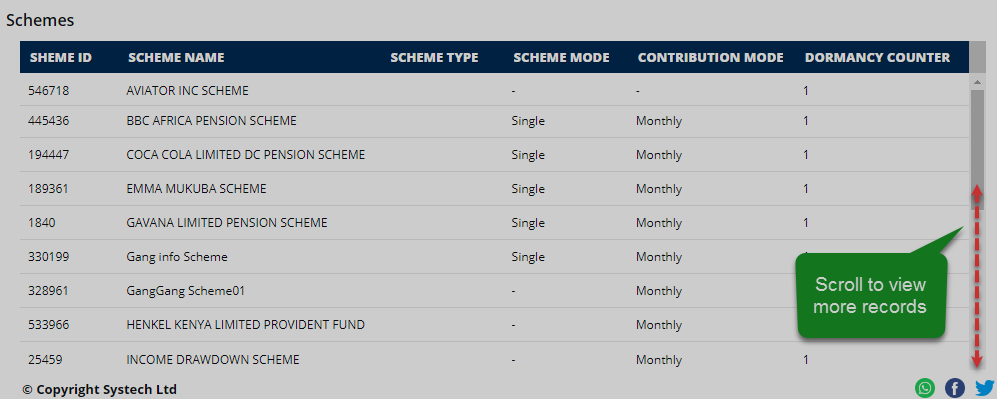 Schemes
SHEME ID SCHEME NAME SCHEME TYPE SCHEME MODE CONTRIBUTION MODE DORMANCY COUNTER
546718 AVIATOR INC SCHEME - - 1
445436 BBC AFRICA PENSION SCHEME Single Monthly 1
194447 COCA COLA LIMITED DC PENSION SCHEME Single Monthly 1
189361 EMMA MUKUBA SCHEME Single Monthly 1
1840 GAVANA LIMITED PENSION SCHEME Single Monthly 1
330199 Gang info Scheme Single Monthly
328961 GangGang Scheme01 - Monthly
533966 HENKEL KENYA LIMITED PROVIDENT FUND - Monthly
25459 INCOME DRAWDOWN SCHEME - Monthly 1
Scroll to view
more records
© Copyright Systech Ltd